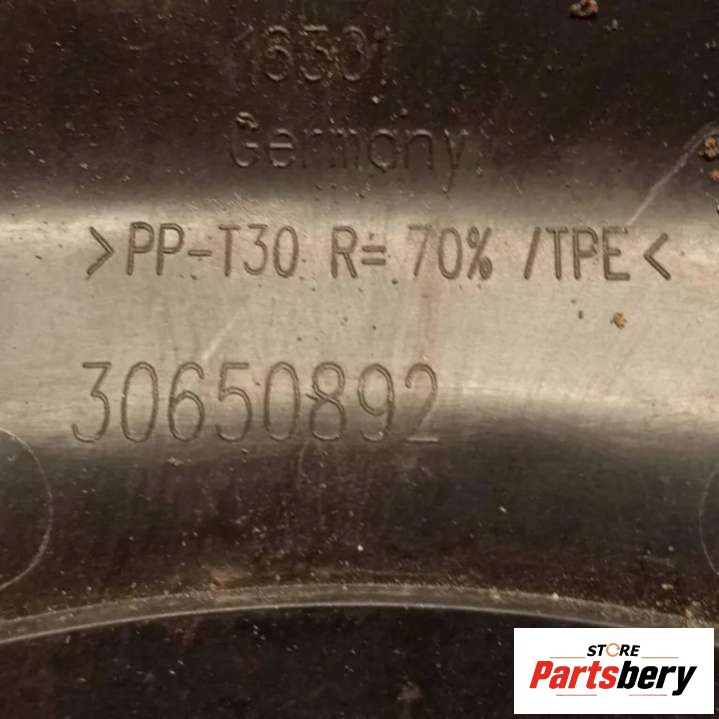 16301
Germany
>PP-T30 R= 70% /TPE<
30650892
STORE
Partsbery